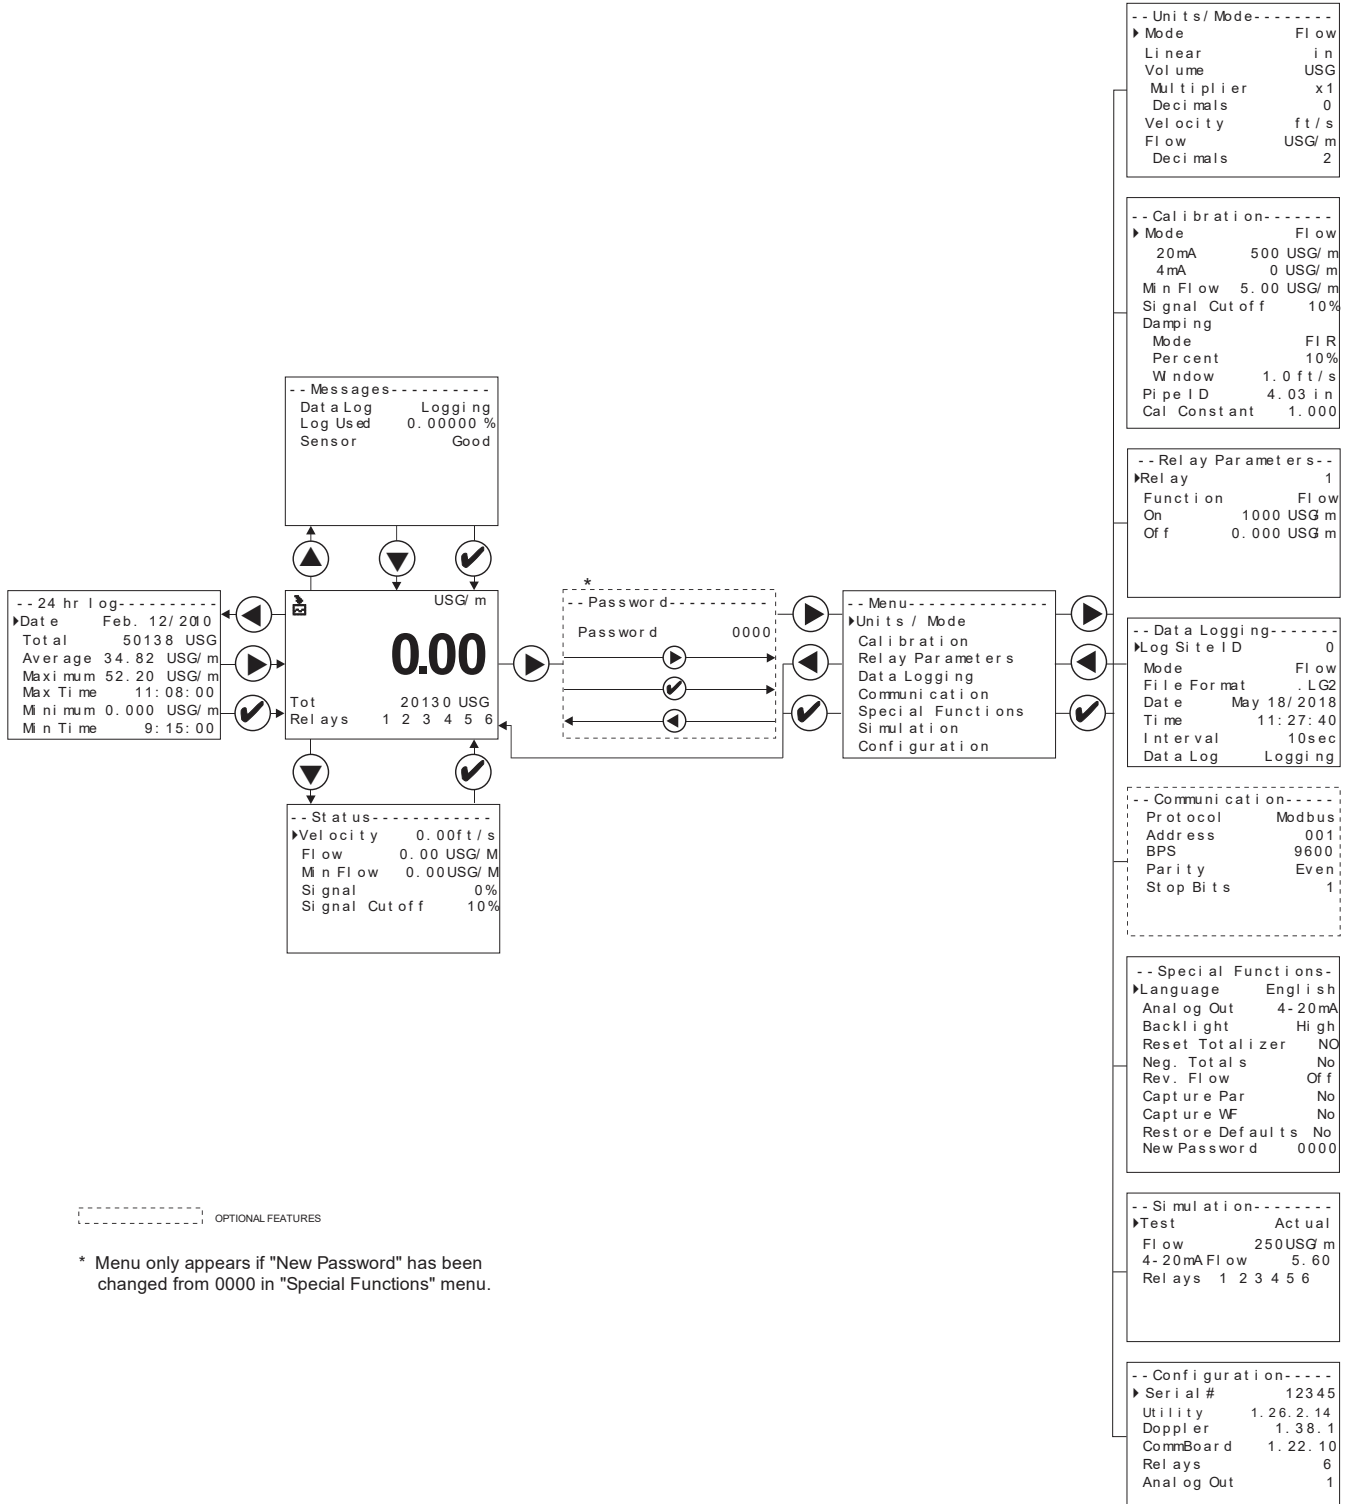 --Units/Mode--------
Mode Flow
Linear in
Volume USG
Multiplier x1
Decimals 0
Velocity ft/s
Flow USG/m
Decimals 2
--Calibration-------
Mode Flow
20mA 500 USG/m
4mA 0 USG/m
Min Flow 5.00 USG/m
Signal Cutoff 10%
Damping
Mode FIR
Percent 10%
Window 1.0 ft/s
Pipe ID 4.03 in
Cal Constant 1.000
--Relay Parameters--
Relay 1
Function Flow
On 1000 USG/m
Off 0.000 USG/m
--Messages----------
Data Log Logging
Log Used 0.00000 %
Sensor Good
--24 hr log----------
Date Feb. 12/2010
Total 50138 USG
Average 34.82 USG/m
Maximum 52.20 USG/m
Max Time 11:08:00
Minimum 0.000 USG/m
Min Time 9:15:00
USG/m
0.00
Tot 20130 USG
Relays 1 2 3 4 5 6
*
--Password----------
Password 0000
--Menu-------------
Units / Mode
Calibration
Relay Parameters
Data Logging
Communication
Special Functions
Simulation
Configuration
--Data Logging-------
Log Site ID 0
Mode Flow
File Format .LG2
Date May 18/2018
Time 11:27:40
Interval 10sec
Data Log Logging
--Status------------
Velocity 0.00ft/s
Flow 0.00 USG/M
Min Flow 0.00USG/M
Signal 0%
Signal Cutoff 10%
--Communication-----
Protocol Modbus
Address 001
BPS 9600
Parity Even
Stop Bits 1
--Special Functions-
Language English
Analog Out 4-20mA
Backlight High
Reset Totalizer NO
Neg. Totals No
Rev. Flow Off
Capture Par No
Capture WF No
Restore Defaults No
New Password 0000
--Simulation--------
Test Actual
Flow 250USG/m
4-20mA Flow 5.60
Relays 1 2 3 4 5 6
--Configuration-----
Serial# 12345
Utility 1.26.2.14
Doppler 1.38.1
CommBoard 1.22.10
Relays 6
Analog Out 1
OPTIONAL FEATURES
* Menu only appears if "New Password" has been
changed from 0000 in "Special Functions" menu.